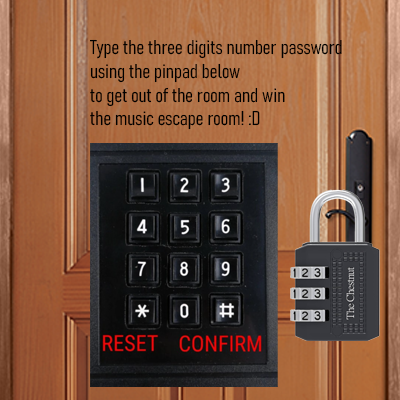 Type the three digits number password
using the pinpad below
to get out of the room and win
the music escape room! :D
1 2 3
4 5 6
7 8 9
* 0 #
RESET CONFIRM
1 2 3
1 2 3
1 2 3
The Chestnut